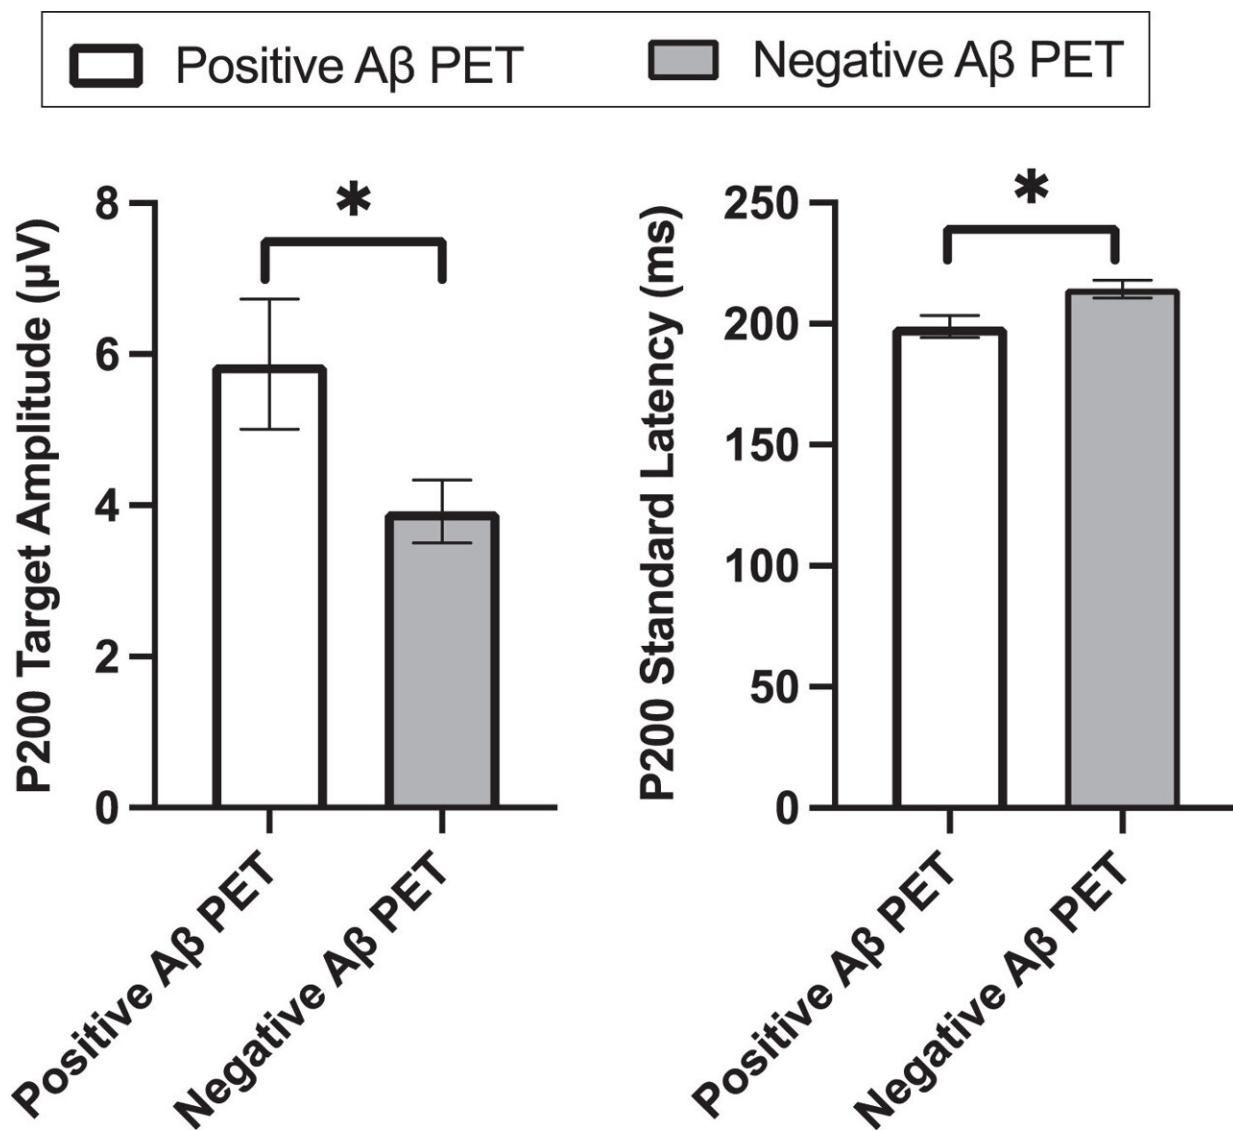 Positive Aβ PET
Negative Aβ PET
P200 Target Amplitude (µV)
8
6
4
2
0
*
Positive Aβ PET
Negative Aβ PET
P200 Standard Latency (ms)
250
200
150
100
50
0
*
Positive Aβ PET
Negative Aβ PET